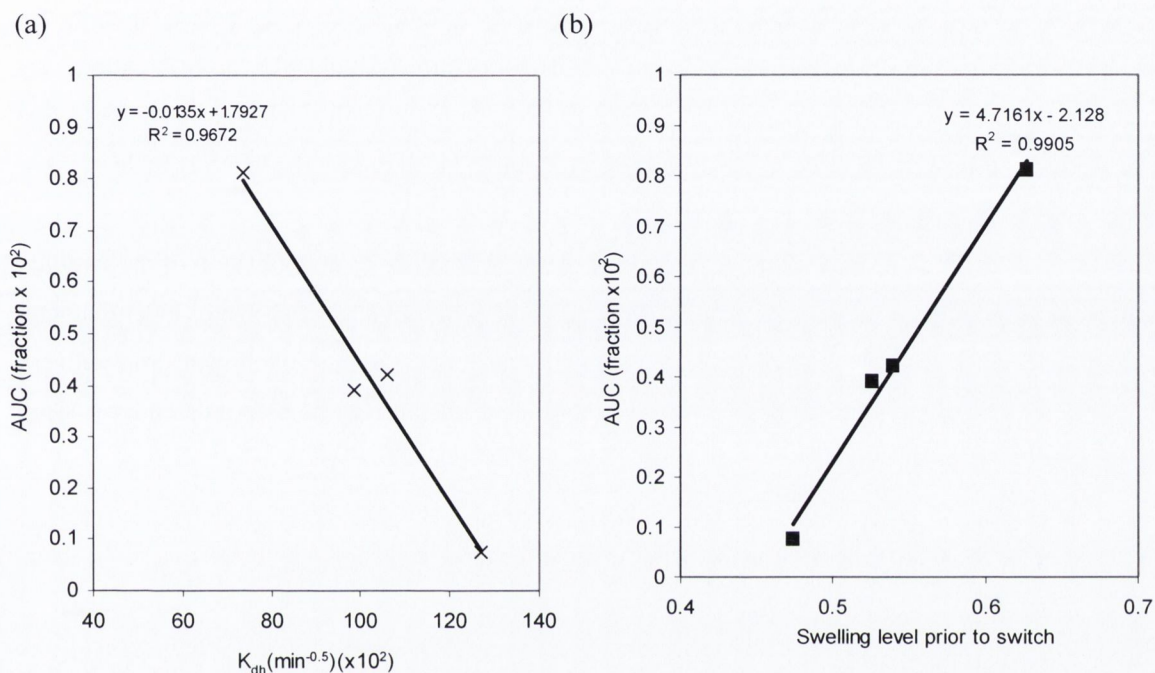 (a)
(b)
y = -0.0135x + 1.7927
R² = 0.9672
AUC (fraction x 10²)
1
0.9
0.8
0.7
0.6
0.5
0.4
0.3
0.2
0.1
0
40 60 80 100 120 140
K_dh (min^-0.5) (x 10²)
y = 4.7161x - 2.128
R² = 0.9905
AUC (fraction x10²)
1
0.9
0.8
0.7
0.6
0.5
0.4
0.3
0.2
0.1
0
0.4 0.5 0.6 0.7
Swelling level prior to switch